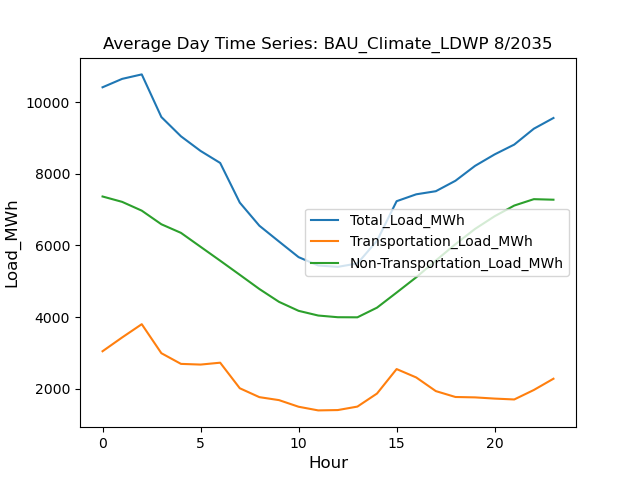 Average Day Time Series: BAU_Climate_LDWP 8/2035
Load_MWh
10000
8000
6000
4000
2000
Total_Load_MWh
Transportation_Load_MWh
Non-Transportation_Load_MWh
0 5 10 15 20
Hour